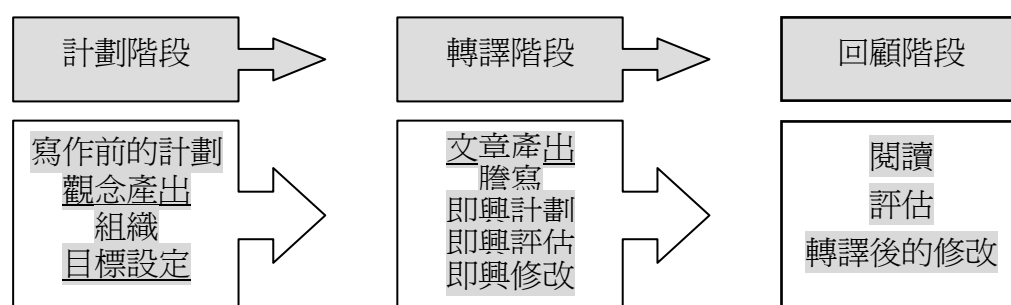 計劃階段
轉譯階段
回顧階段
寫作前的計劃
觀念產出
組織
目標設定
文章產出
謄寫
即興計劃
即興評估
即興修改
閱讀
評估
轉譯後的修改